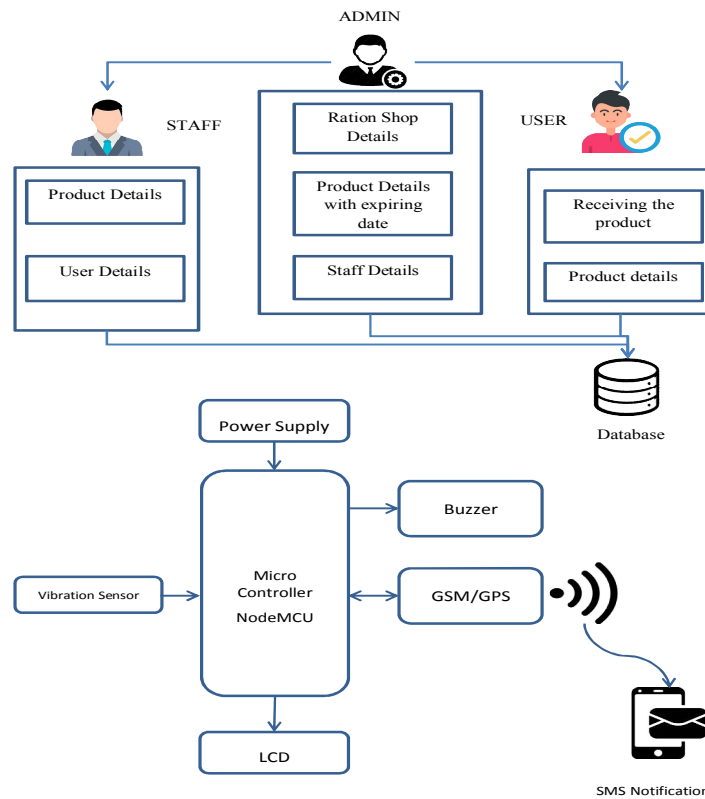 ADMIN
STAFF
USER
Ration Shop
Details
Product Details
with expiring
date
Staff Details
Product Details
User Details
Receiving the
product
Product details
Database
Power Supply
Buzzer
Micro
Controller
NodeMCU
Vibration Sensor
GSM/GPS
LCD
SMS Notification